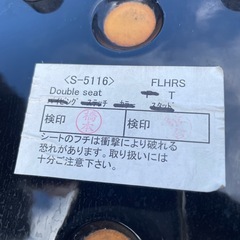 <S-5116> FLHRS
Double seat T
検印 検印
シートのフチは衝撃により破れる
恐れがあります。取り扱いには
十分ご注意下さい。